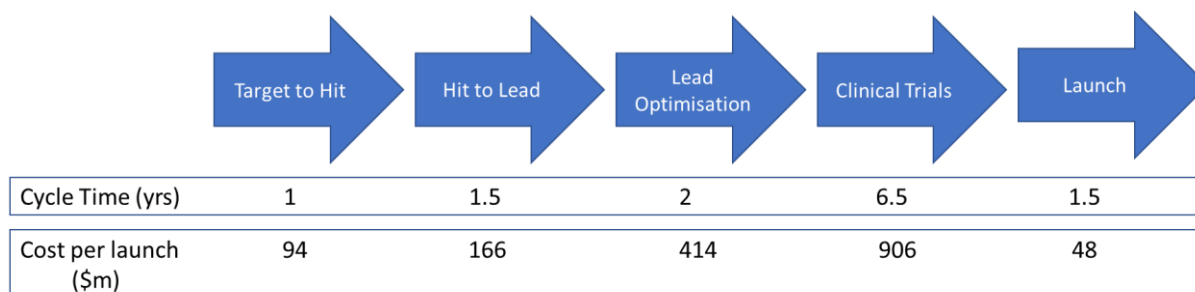 Target to Hit
Hit to Lead
Lead
Optimisation
Clinical Trials
Launch
Cycle Time (yrs) 1 1.5 2 6.5 1.5
Cost per launch 94 166 414 906 48
($m)